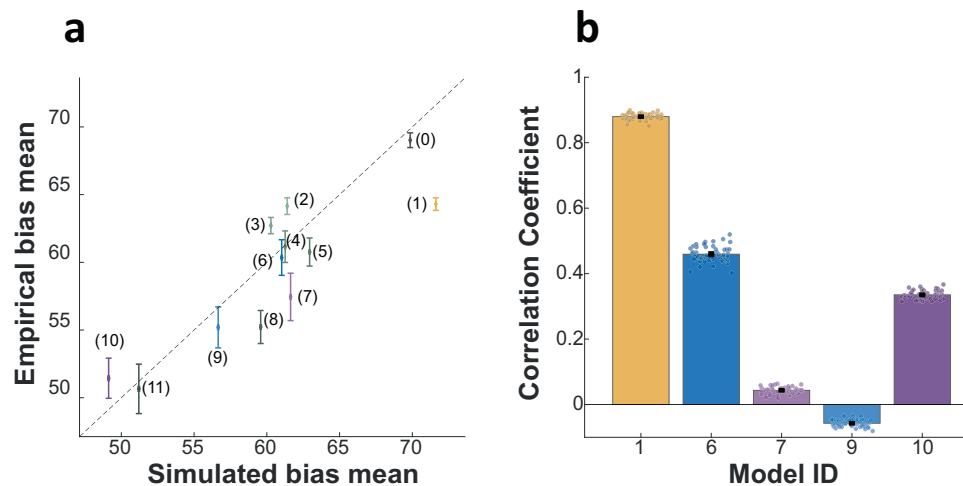 a
70
65
60
55
50
Empirical bias mean
(0)
(1)
(2)
(3)
(4)
(5)
(6)
(7)
(8)
(9)
(10)
(11)
50 55 60 65 70
Simulated bias mean
b
1
0.8
0.6
0.4
0.2
0
Correlation Coefficient
1 6 7 9 10
Model ID